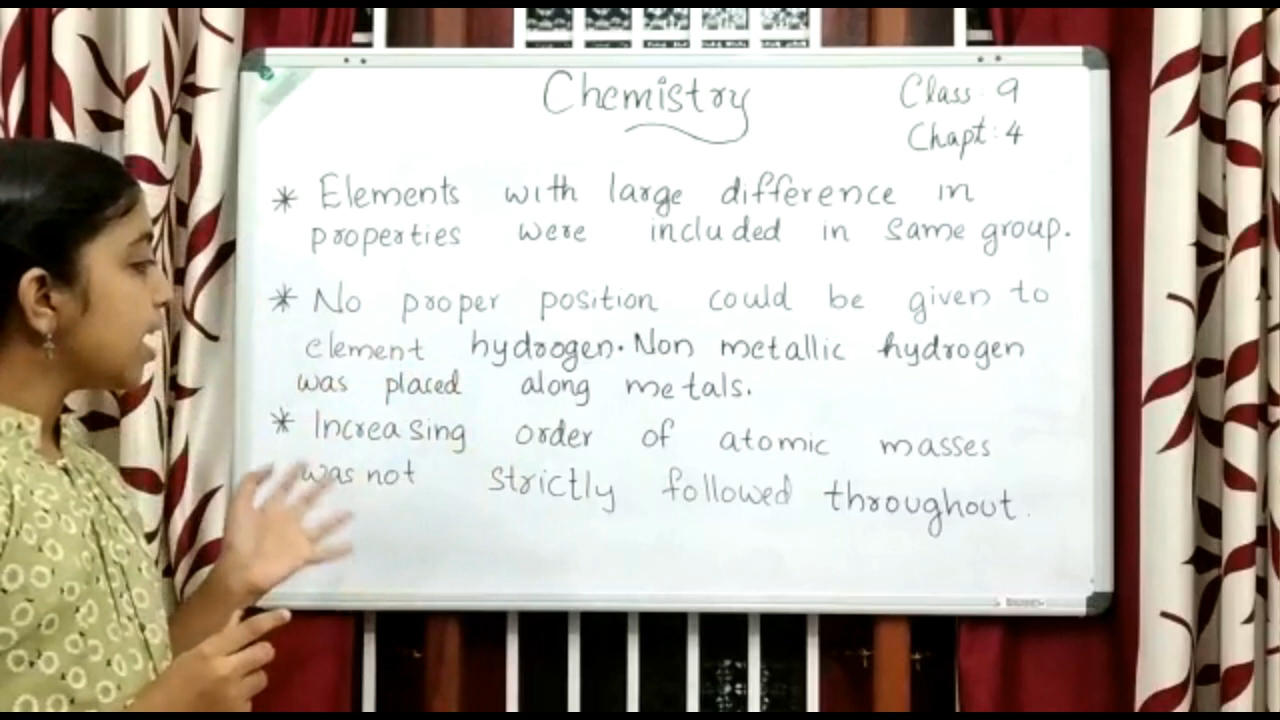 Chemistry
Class: 9
Chapt: 4
* Elements with large difference in
properties were included in same group.
* No proper position could be given to
element hydrogen. Non metallic hydrogen
was placed along metals.
* Increasing order of atomic masses
was not strictly followed throughout.